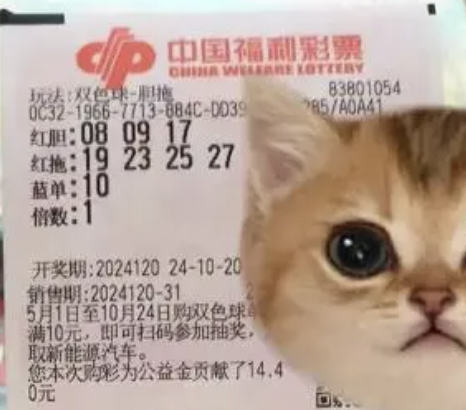 中国福利彩票
CHINA WELFARE LOTTERY
玩法:双色球-胆拖 83801054
0C32-1966-7713-884C-DD39 285/A0A41
红胆:08 09 17
红拖:19 23 25 27
蓝单:10
倍数:1
开奖期:2024120 24-10-20
销售期:2024120-31
5月1日至10月24日购双色球单
满10元，即可扫码参加抽奖，
取新能源汽车。
您本次购彩为公益金贡献了14.4
0元